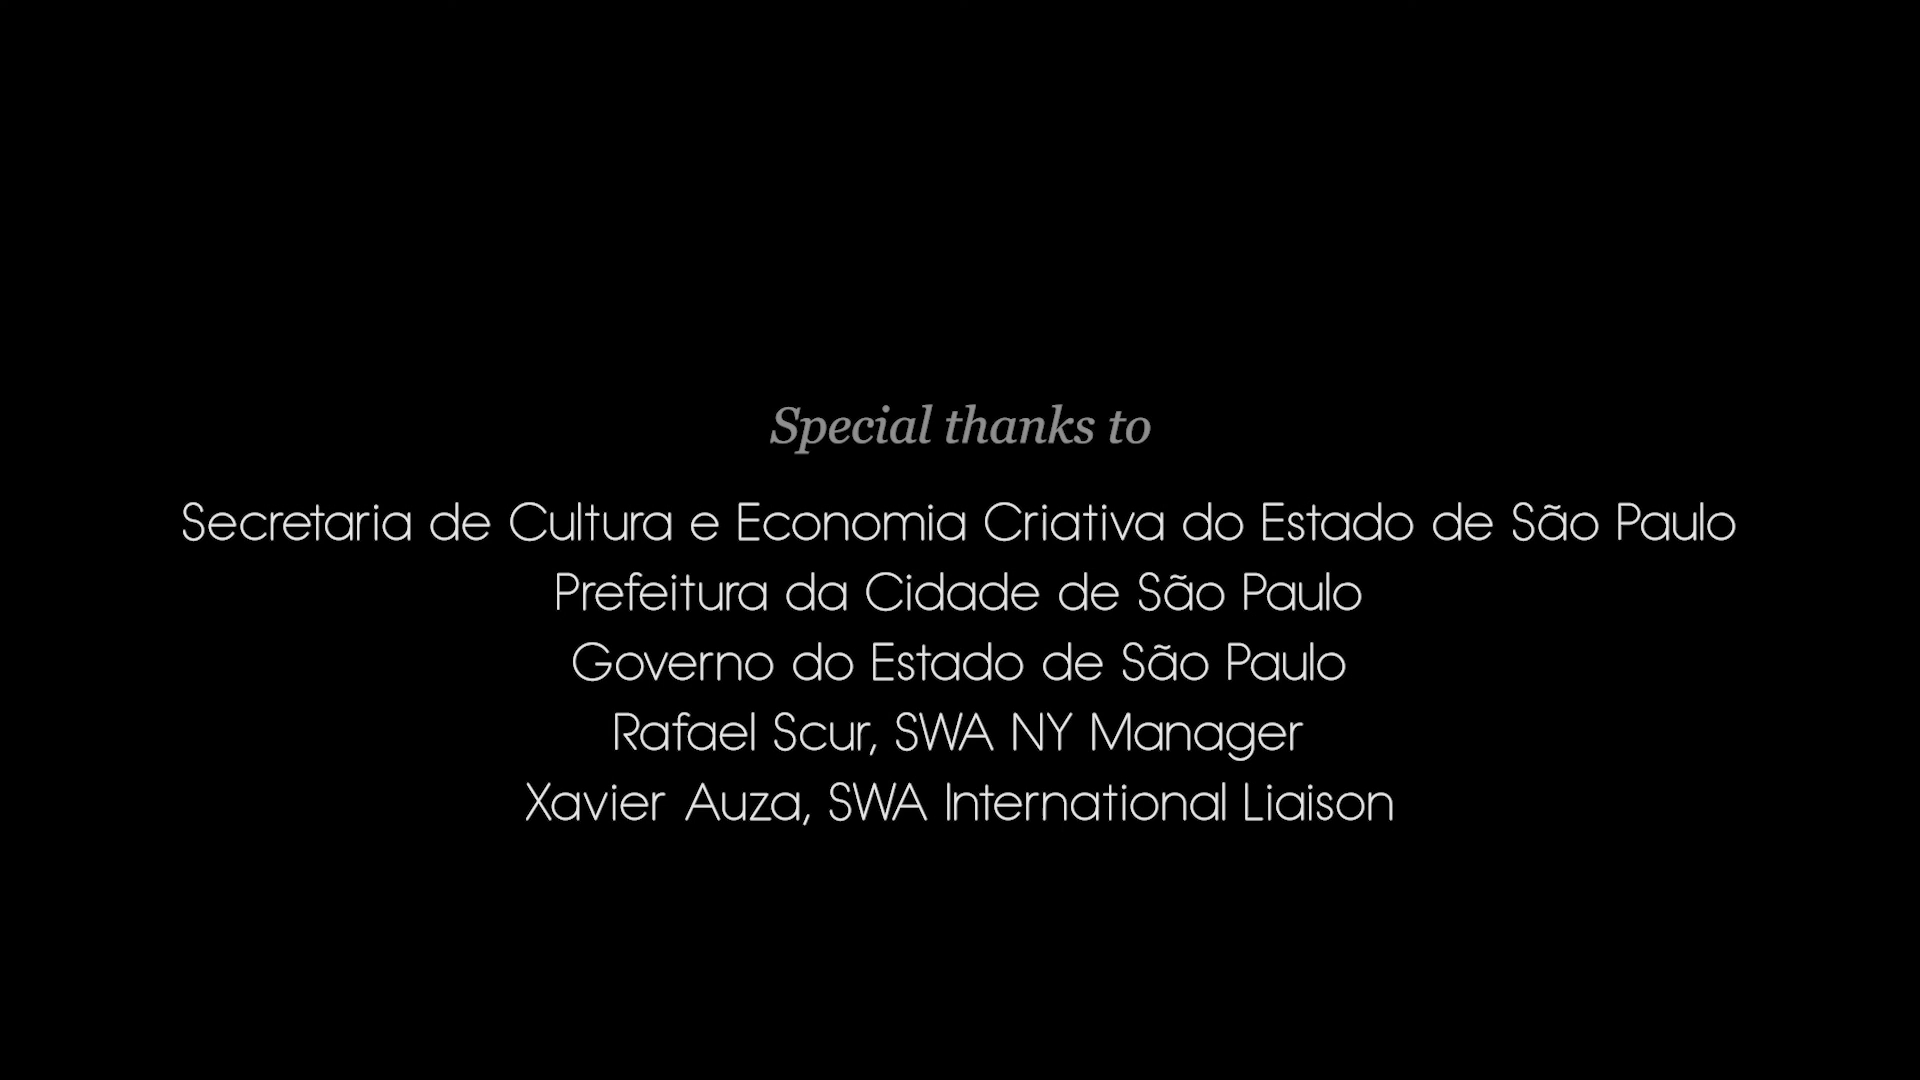 Special thanks to
Secretaria de Cultura e Economia Criativa do Estado de São Paulo
Prefeitura da Cidade de São Paulo
Governo do Estado de São Paulo
Rafael Scur, SWA NY Manager
Xavier Auza, SWA International Liaison